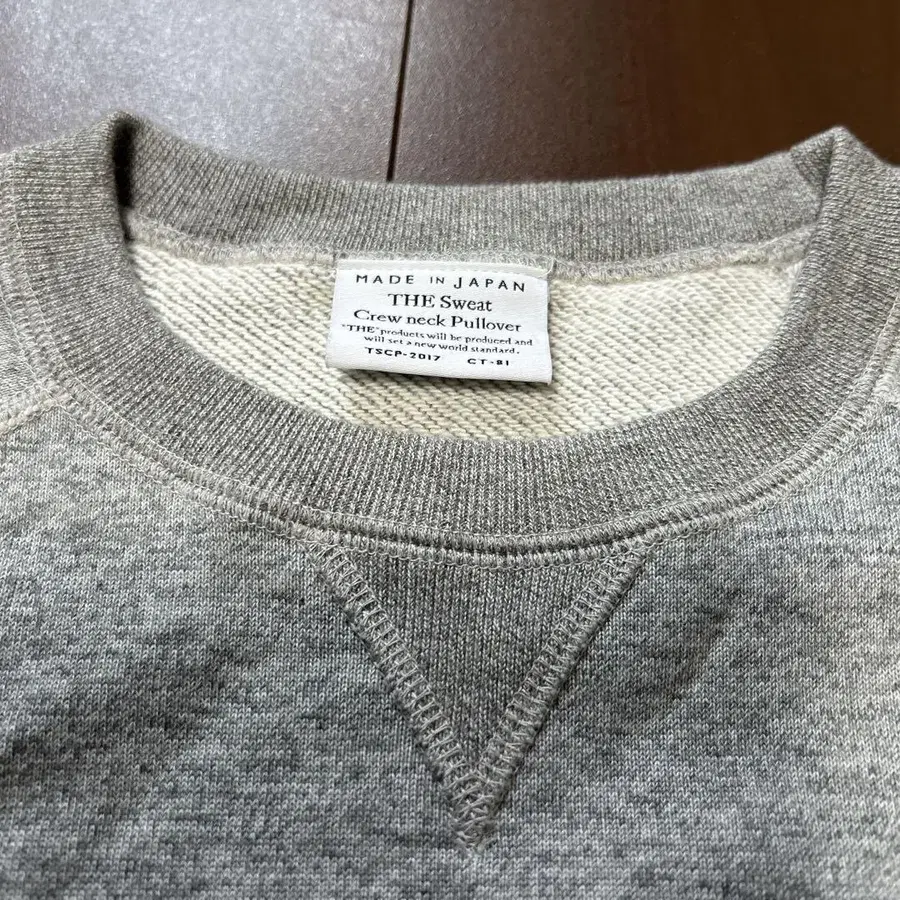 MADE IN JAPAN
THE Sweat
Crew neck Pullover
"THE" products will be produced and
will set a new world standard.
TSCP-2017 CT-81